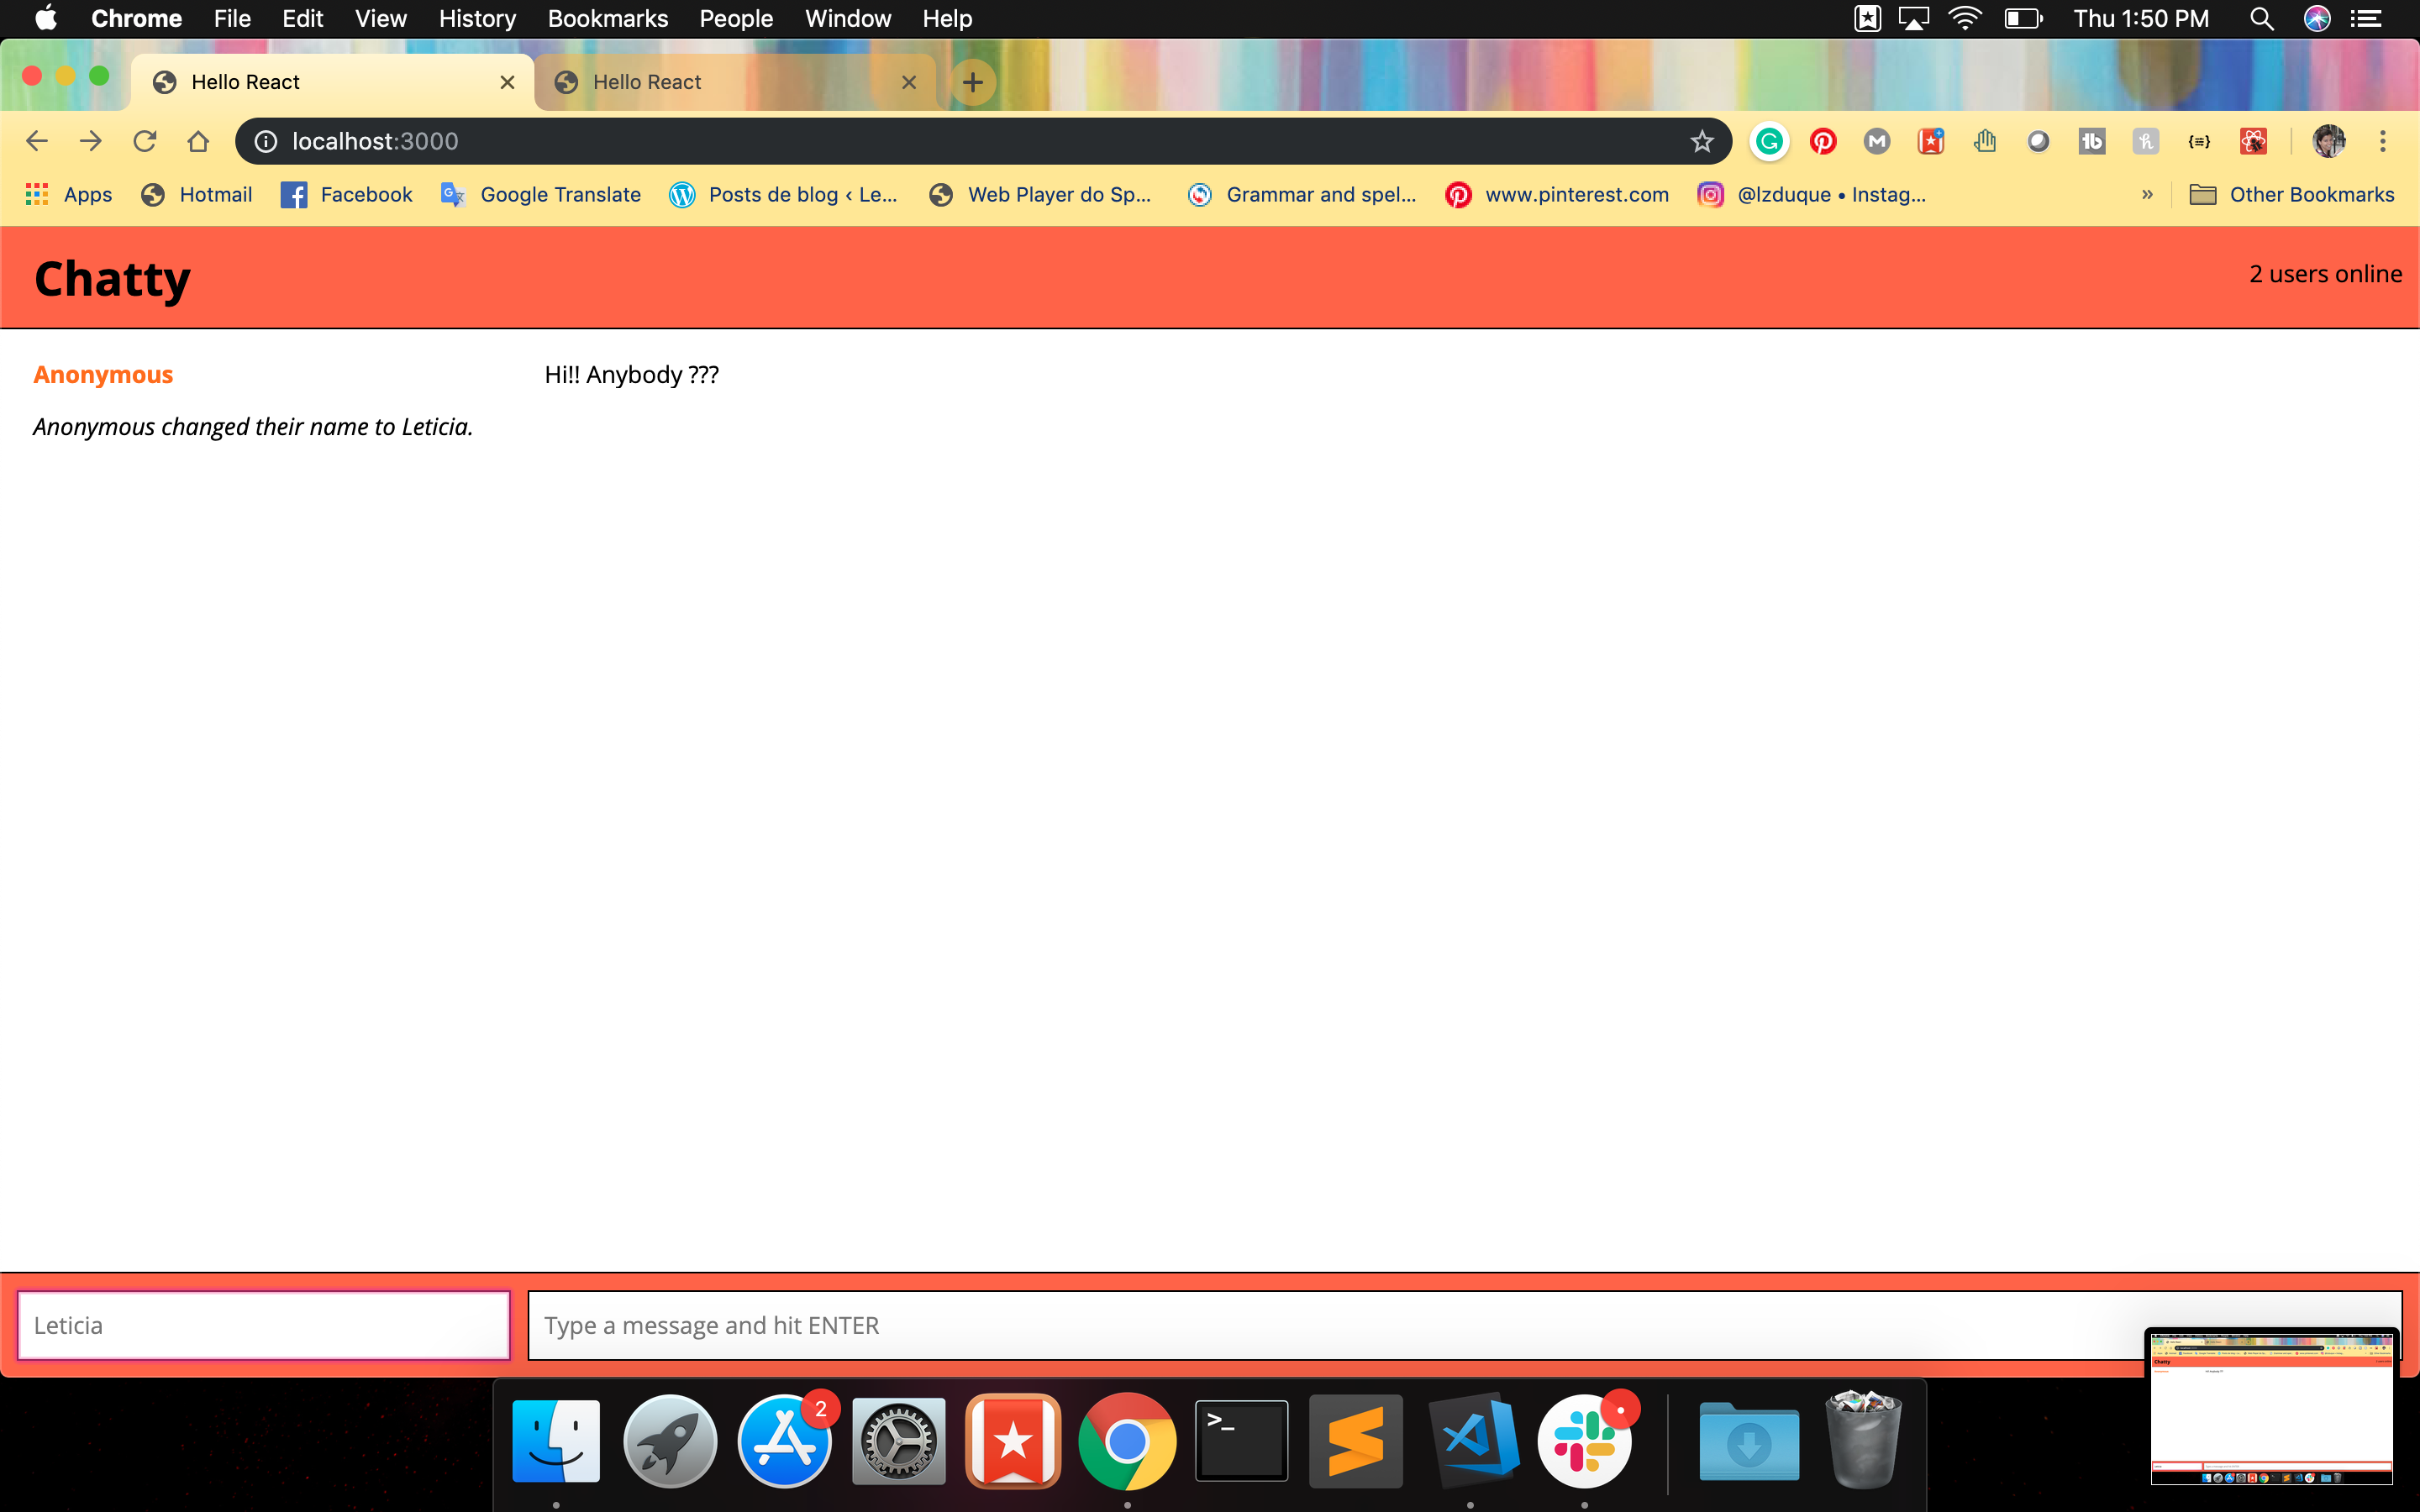 Chrome File Edit View History Bookmarks People Window Help Thu 1:50 PM
Hello React Hello React
localhost:3000
Apps Hotmail Facebook Google Translate Posts de blog ‹ Le... Web Player do Sp... Grammar and spel... www.pinterest.com @lzduque • Instag... » Other Bookmarks
Chatty 2 users online
Anonymous Hi!! Anybody ???
Anonymous changed their name to Leticia.
Leticia Type a message and hit ENTER
2